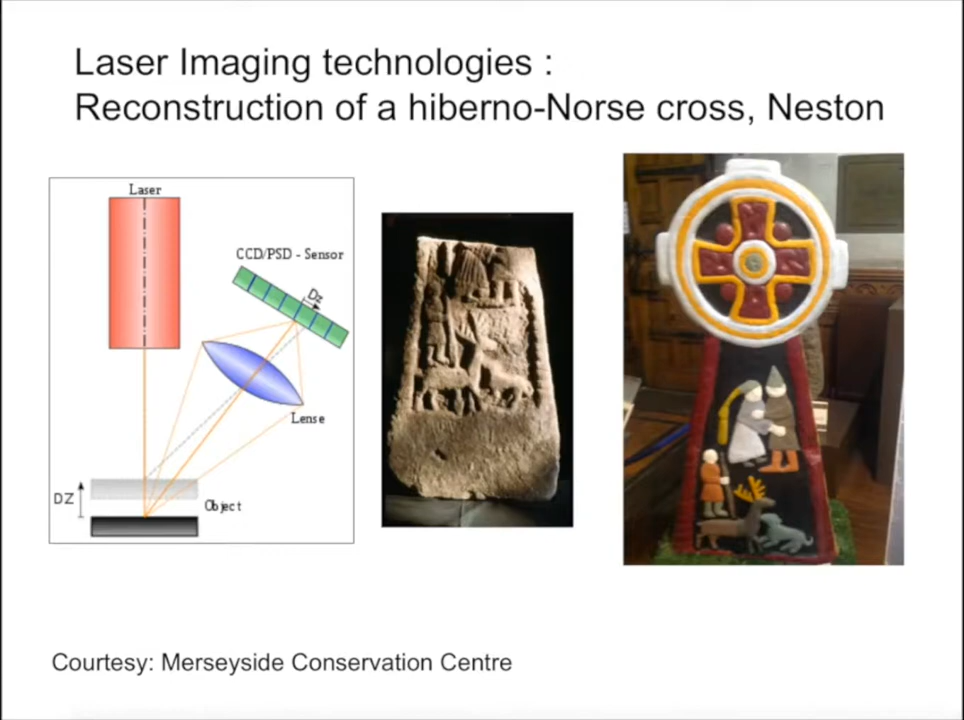 Laser Imaging technologies :
Reconstruction of a hiberno-Norse cross, Neston
Laser
CCD/PSD - Sensor
Dz
Lense
DZ
Object
Courtesy: Merseyside Conservation Centre